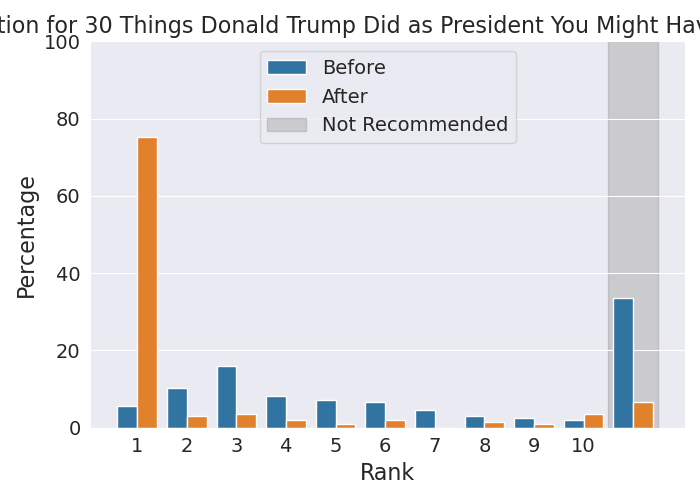 tion for 30 Things Donald Trump Did as President You Might Hav
100
80
60
40
20
0
Percentage
Before
After
Not Recommended
1 2 3 4 5 6 7 8 9 10
Rank